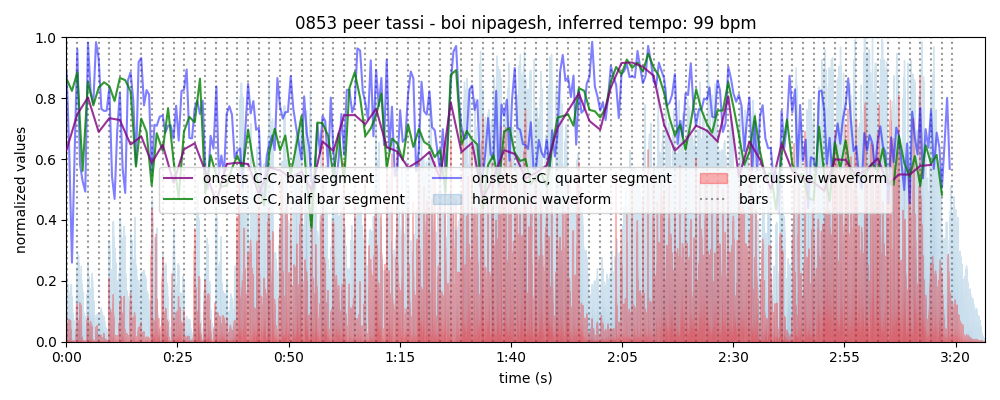 0853 peer tassi - boi nipagesh, inferred tempo: 99 bpm
normalized values
1.0
0.8
0.6
0.4
0.2
0.0
onsets C-C, bar segment
onsets C-C, half bar segment
onsets C-C, quarter segment
harmonic waveform
percussive waveform
bars
0:00 0:25 0:50 1:15 1:40 2:05 2:30 2:55 3:20
time (s)